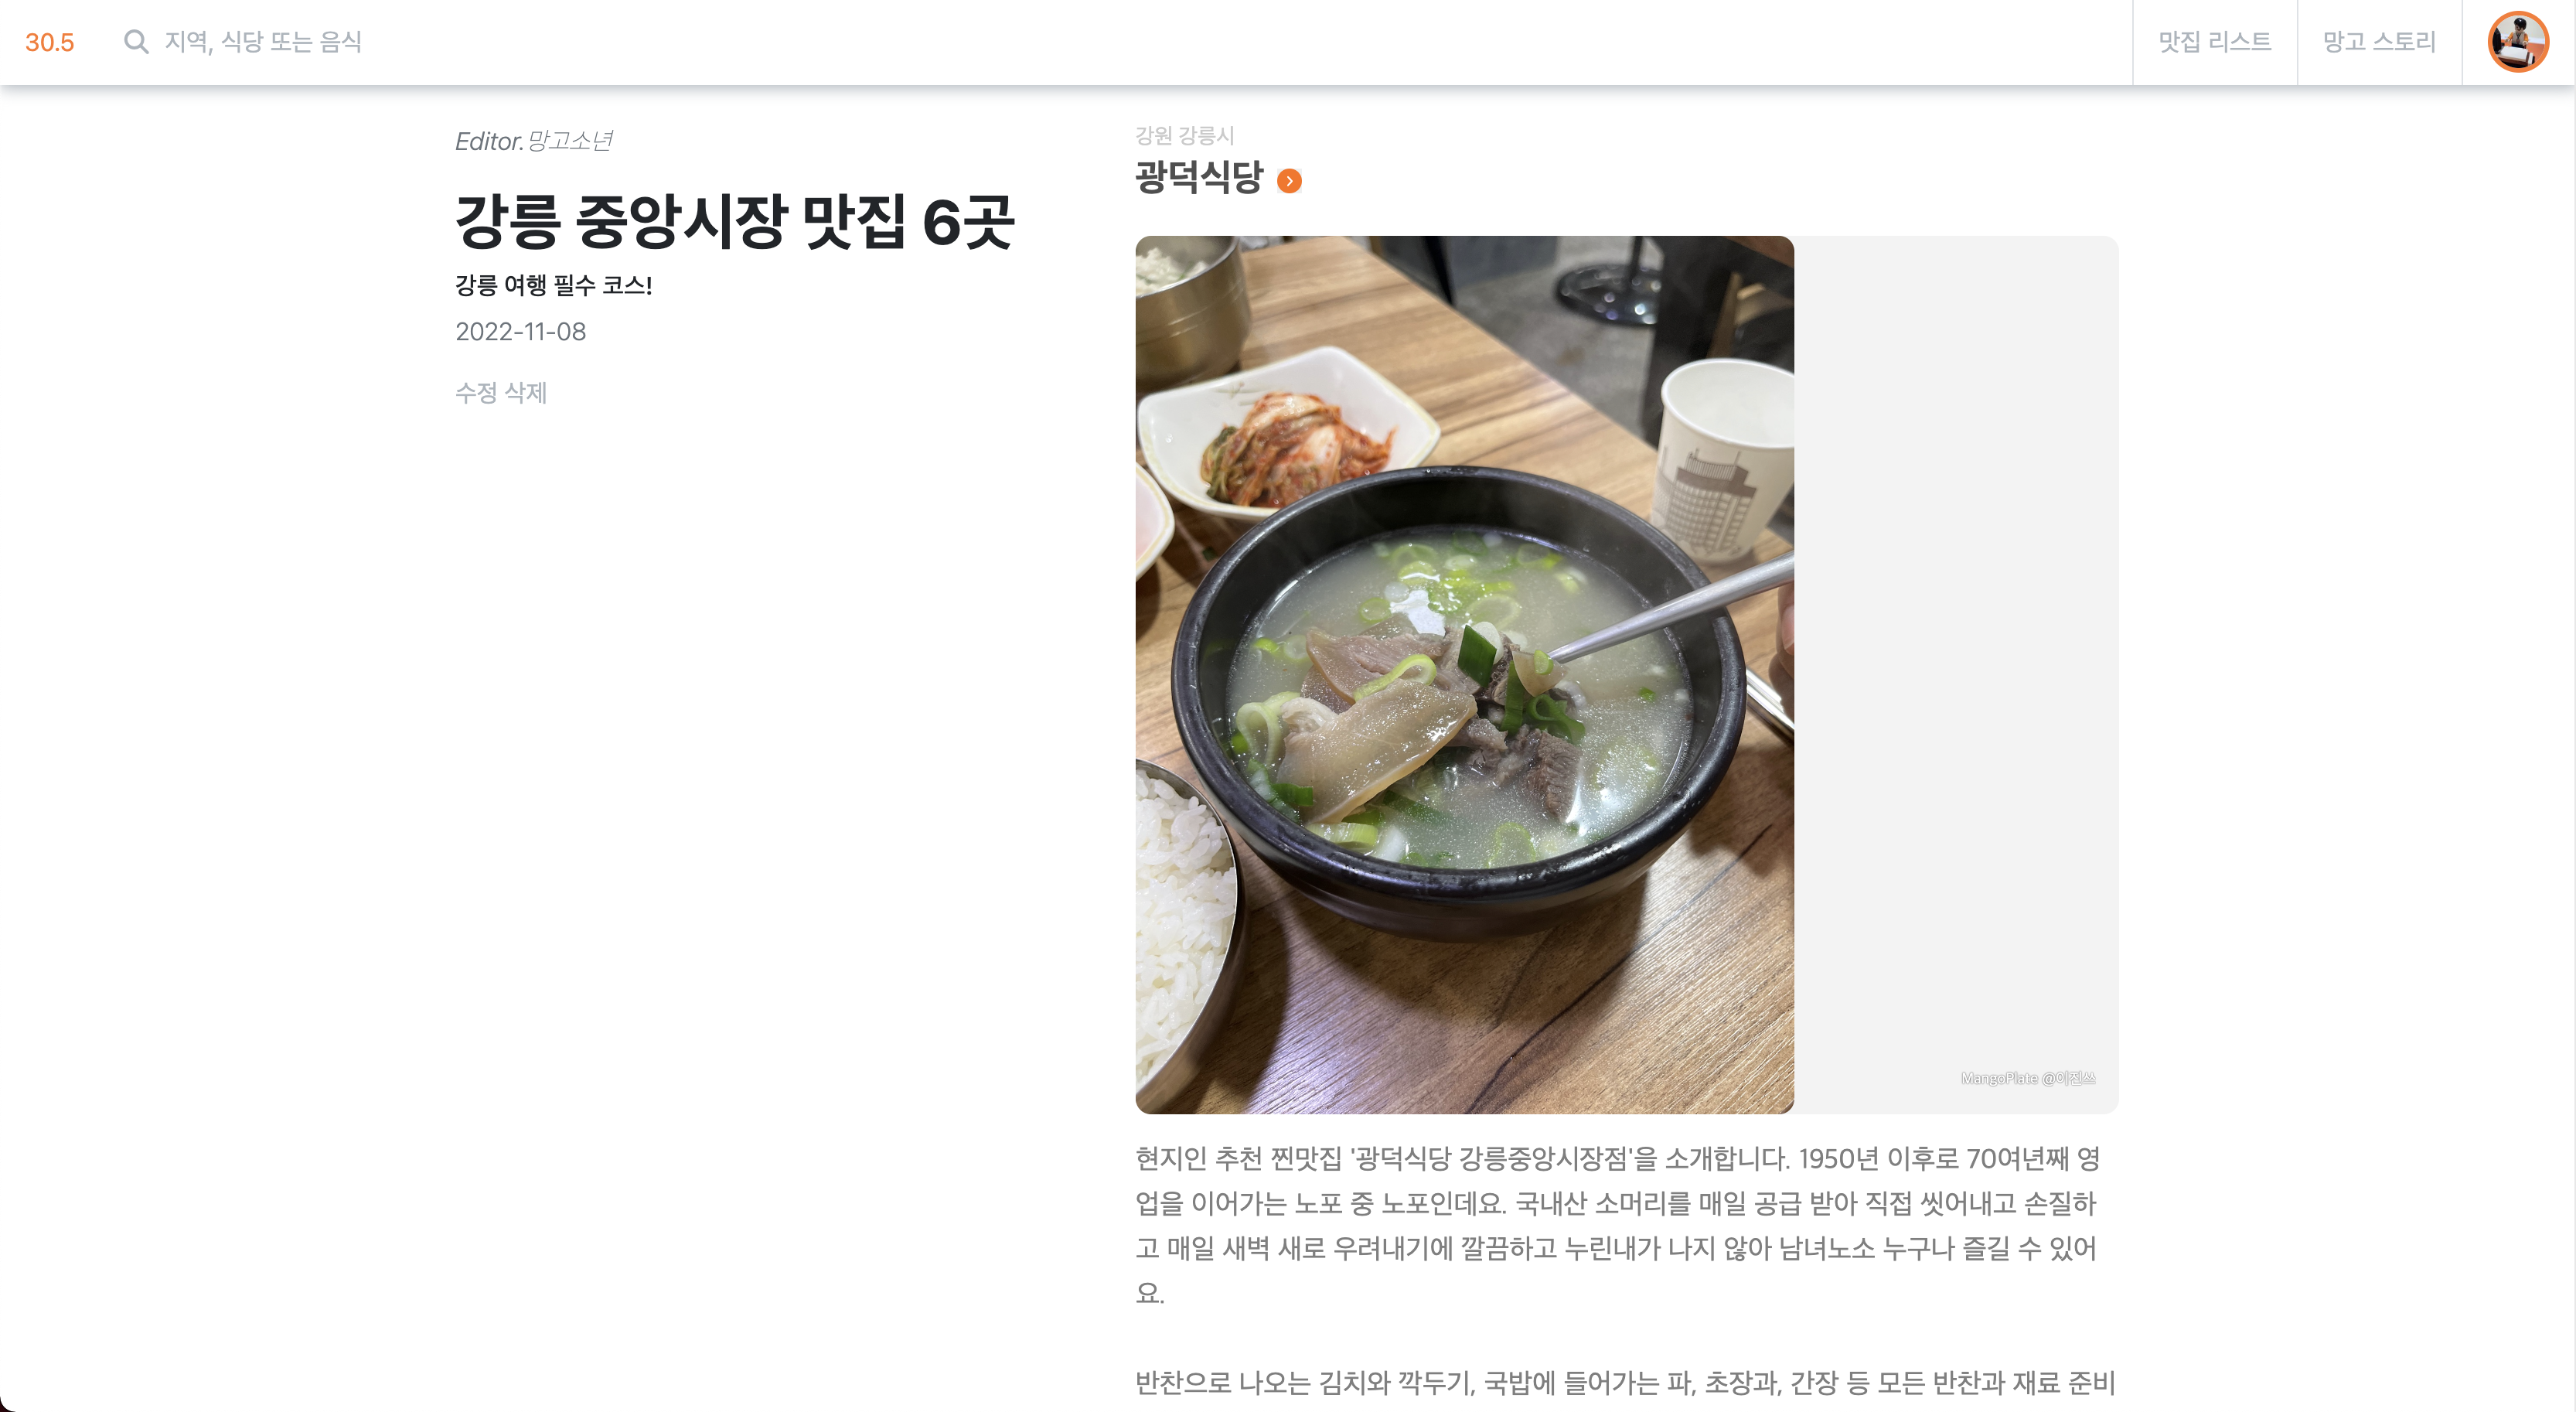 30.5
지역, 식당 또는 음식
맛집 리스트
망고 스토리
Editor.망고소년
강릉 중앙시장 맛집 6곳
강릉 여행 필수 코스!
2022-11-08
수정 삭제
강원 강릉시
광덕식당
MangoPlate @이진쓰
현지인 추천 찐맛집 '광덕식당 강릉중앙시장점'을 소개합니다. 1950년 이후로 70여년째 영
업을 이어가는 노포 중 노포인데요. 국내산 소머리를 매일 공급 받아 직접 씻어내고 손질하
고 매일 새벽 새로 우려내기에 깔끔하고 누린내가 나지 않아 남녀노소 누구나 즐길 수 있어
요.
반찬으로 나오는 김치와 깍두기, 국밥에 들어가는 파, 초장과, 간장 등 모든 반찬과 재료 준비